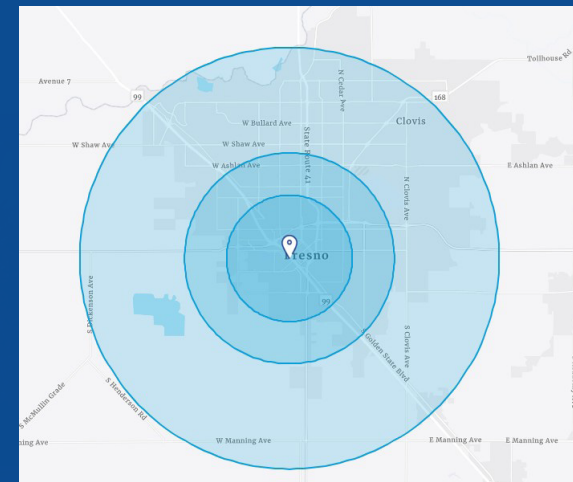 Tollhouse Rd
Avenue 7
N Cedar Ave
99
168
W Bullard Ave
Clovis
State Route 41
W Shaw Ave
W Shaw Ave
W Ashlan Ave
E Ashlan Ave
N Clovis Ave
Fresno
S Dickenson Ave
99
S Golden State Blvd
S Clovis Ave
S McMullin Grade
S Henderson Rd
ning Ave
W Manning Ave
E Manning Ave
E Manning Ave